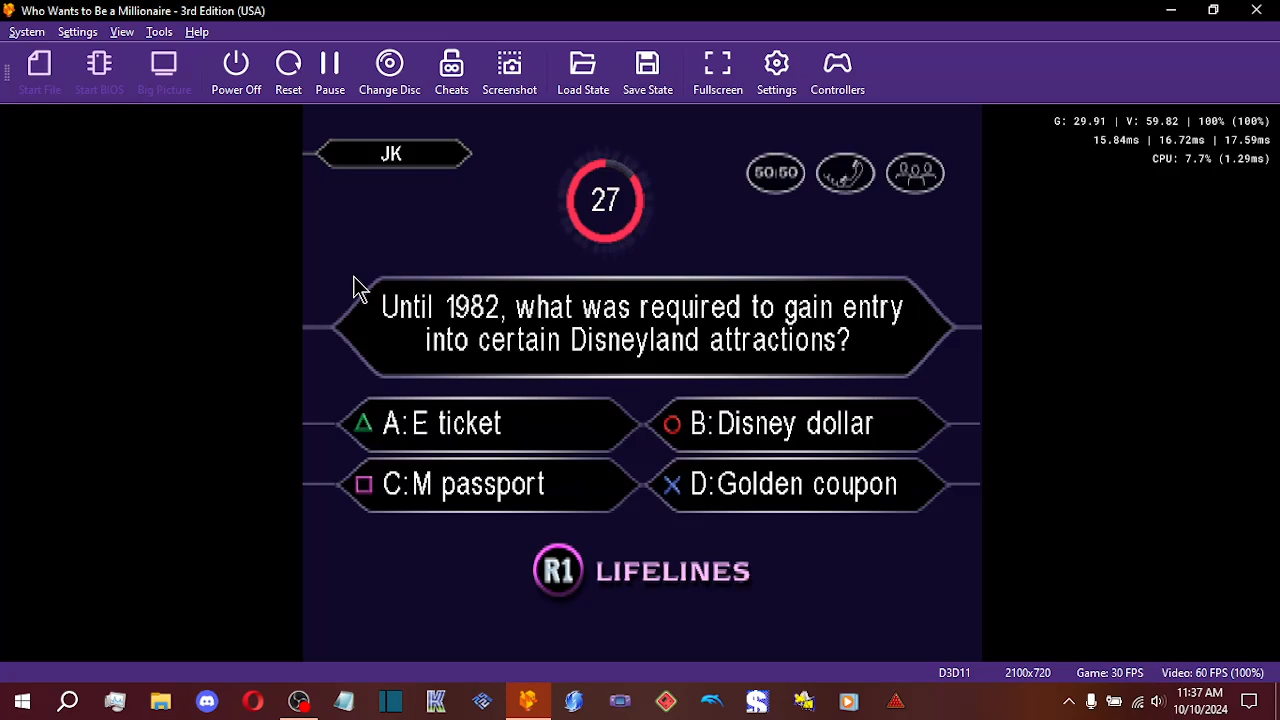 Who Wants to Be a Millionaire - 3rd Edition (USA)
System Settings View Tools Help
Start File Start BIOS Big Picture Power Off Reset Pause Change Disc Cheats Screenshot Load State Save State Fullscreen Settings Controllers
G: 29.91 | V: 59.82 | 100% (100%)
15.84ms | 16.72ms | 17.59ms
CPU: 7.7% (1.29ms)
JK
27
50:50
Until 1982, what was required to gain entry
into certain Disneyland attractions?
A:E ticket
B:Disney dollar
C:M passport
D:Golden coupon
R1 LIFELINES
D3D11 2100x720 Game: 30 FPS Video: 60 FPS (100%)
11:37 AM
10/10/2024